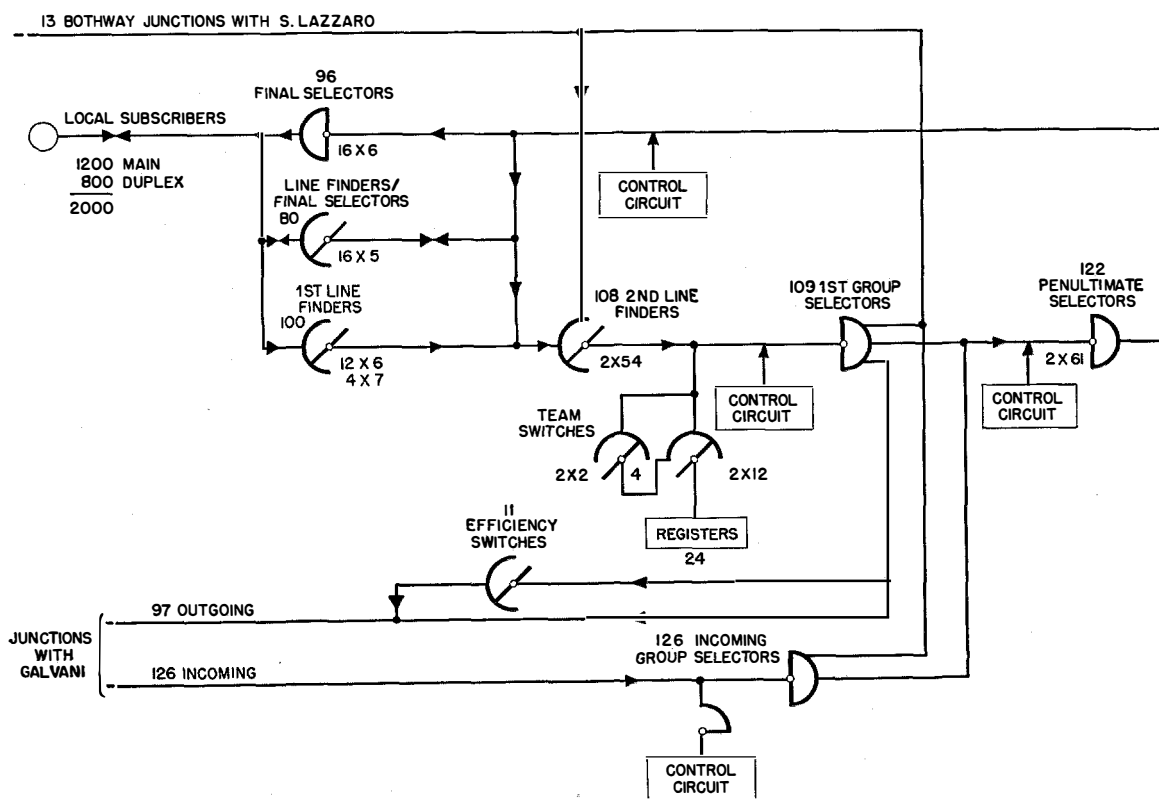 13 BOTHWAY JUNCTIONS WITH S. LAZZARO
96
FINAL SELECTORS
16 X 6
LOCAL SUBSCRIBERS
1200 MAIN
800 DUPLEX
2000
LINE FINDERS/
FINAL SELECTORS
80
16 X 5
CONTROL
CIRCUIT
1ST LINE
FINDERS
100
12 X 6
4 X 7
108 2ND LINE
FINDERS
2X54
109 1ST GROUP
SELECTORS
122
PENULTIMATE
SELECTORS
2 X 61
CONTROL
CIRCUIT
CONTROL
CIRCUIT
TEAM
SWITCHES
2X2
4
2X12
REGISTERS
24
11
EFFICIENCY
SWITCHES
JUNCTIONS
WITH
GALVANI
97 OUTGOING
126 INCOMING
126 INCOMING
GROUP SELECTORS
CONTROL
CIRCUIT